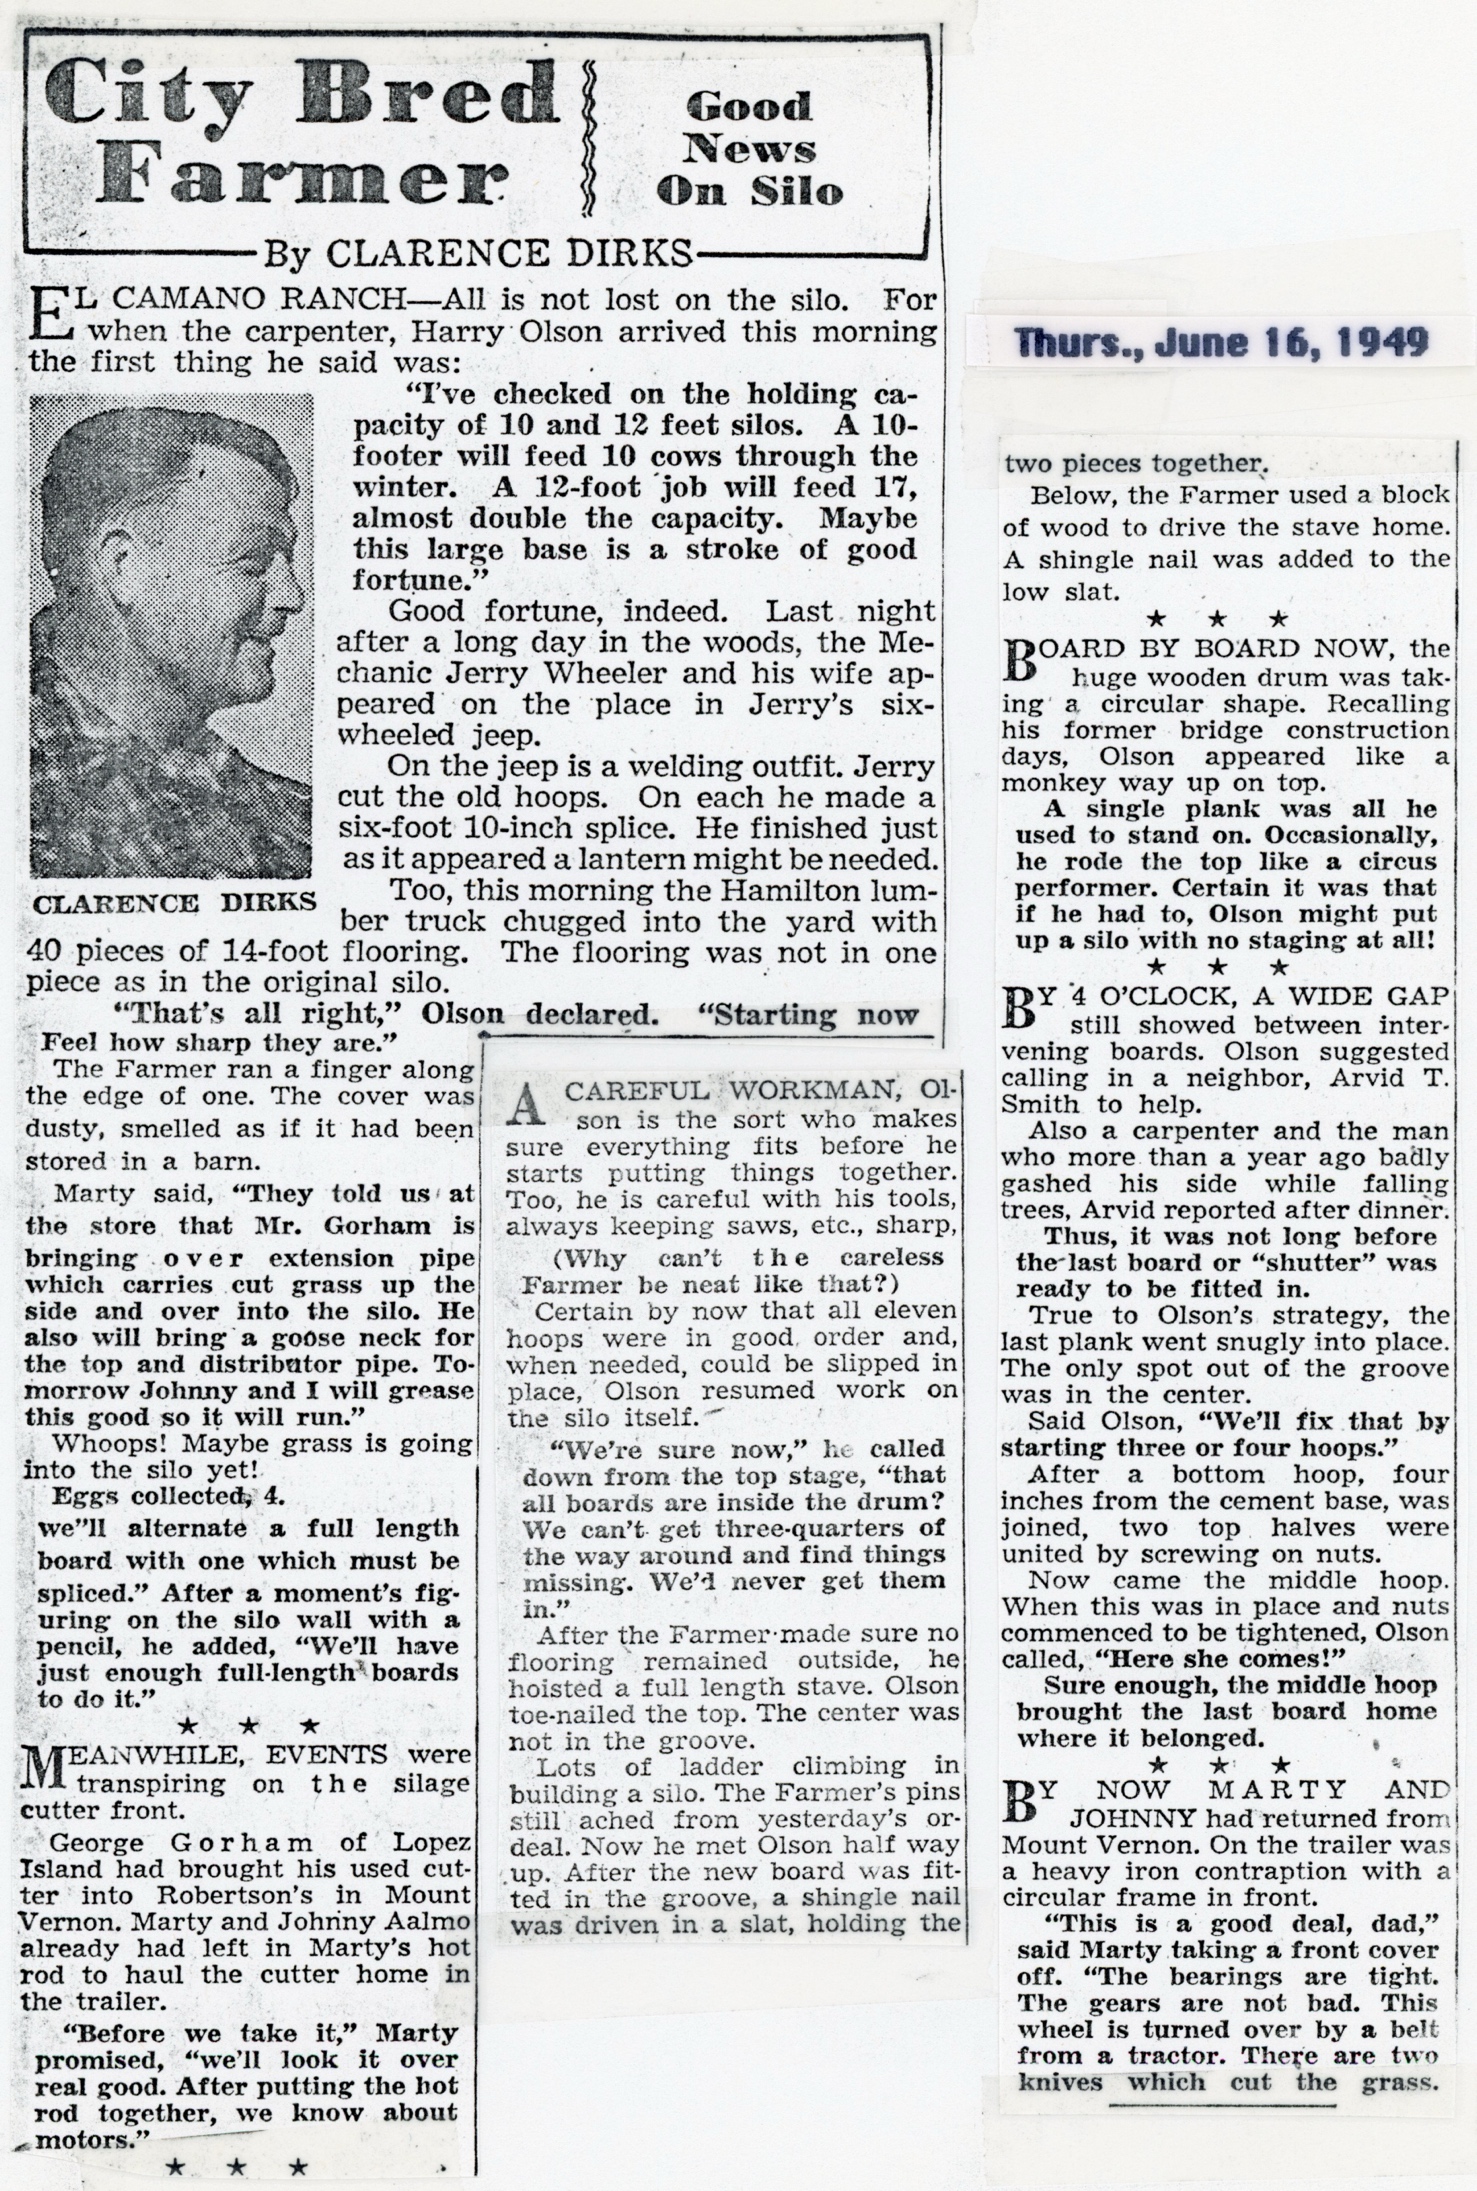 City Bred
Farmer
Good
News
On Silo
By CLARENCE DIRKS
EL CAMANO RANCH—All is not lost on the silo. For
when the carpenter, Harry Olson arrived this morning
the first thing he said was:
"I've checked on the holding ca-
pacity of 10 and 12 feet silos. A 10-
footer will feed 10 cows through the
winter. A 12-foot job will feed 17,
almost double the capacity. Maybe
this large base is a stroke of good
fortune."
Good fortune, indeed. Last night
after a long day in the woods, the Me-
chanic Jerry Wheeler and his wife ap-
peared on the place in Jerry's six-
wheeled jeep.
On the jeep is a welding outfit. Jerry
cut the old hoops. On each he made a
six-foot 10-inch splice. He finished just
as it appeared a lantern might be needed.
CLARENCE DIRKS
Too, this morning the Hamilton lum-
ber truck chugged into the yard with
40 pieces of 14-foot flooring. The flooring was not in one
piece as in the original silo.
"That's all right," Olson declared. "Starting now
Feel how sharp they are."
The Farmer ran a finger along
the edge of one. The cover was
dusty, smelled as if it had been
stored in a barn.
Marty said, "They told us at
the store that Mr. Gorham is
bringing over extension pipe
which carries cut grass up the
side and over into the silo. He
also will bring a goose neck for
the top and distributor pipe. To-
morrow Johnny and I will grease
this good so it will run."
Whoops! Maybe grass is going
into the silo yet!
Eggs collected, 4.
we"ll alternate a full length
board with one which must be
spliced." After a moment's fig-
uring on the silo wall with a
pencil, he added, "We'll have
just enough full-length boards
to do it."
★ ★ ★
MEANWHILE, EVENTS were
transpiring on the silage
cutter front.
George Gorham of Lopez
Island had brought his used cut-
ter into Robertson's in Mount
Vernon. Marty and Johnny Aalmo
already had left in Marty's hot
rod to haul the cutter home in
the trailer.
"Before we take it," Marty
promised, "we'll look it over
real good. After putting the hot
rod together, we know about
motors."
★ ★ ★
A CAREFUL WORKMAN, Ol-
son is the sort who makes
sure everything fits before he
starts putting things together.
Too, he is careful with his tools,
always keeping saws, etc., sharp,
(Why can't the careless
Farmer be neat like that?)
Certain by now that all eleven
hoops were in good order and,
when needed, could be slipped in
place, Olson resumed work on
the silo itself.
"We're sure now," he called
down from the top stage, "that
all boards are inside the drum?
We can't get three-quarters of
the way around and find things
missing. We'd never get them
in."
After the Farmer made sure no
flooring remained outside, he
hoisted a full length stave. Olson
toe-nailed the top. The center was
not in the groove.
Lots of ladder climbing in
building a silo. The Farmer's pins
still ached from yesterday's or-
deal. Now he met Olson half way
up. After the new board was fit-
ted in the groove, a shingle nail
was driven in a slat, holding the
Thurs., June 16, 1949
two pieces together.
Below, the Farmer used a block
of wood to drive the stave home.
A shingle nail was added to the
low slat.
★ ★ ★
BOARD BY BOARD NOW, the
huge wooden drum was tak-
ing a circular shape. Recalling
his former bridge construction
days, Olson appeared like a
monkey way up on top.
A single plank was all he
used to stand on. Occasionally,
he rode the top like a circus
performer. Certain it was that
if he had to, Olson might put
up a silo with no staging at all!
★ ★ ★
BY 4 O'CLOCK, A WIDE GAP
still showed between inter-
vening boards. Olson suggested
calling in a neighbor, Arvid T.
Smith to help.
Also a carpenter and the man
who more than a year ago badly
gashed his side while falling
trees, Arvid reported after dinner.
Thus, it was not long before
the last board or "shutter" was
ready to be fitted in.
True to Olson's strategy, the
last plank went snugly into place.
The only spot out of the groove
was in the center.
Said Olson, "We'll fix that by
starting three or four hoops."
After a bottom hoop, four
inches from the cement base, was
joined, two top halves were
united by screwing on nuts.
Now came the middle hoop.
When this was in place and nuts
commenced to be tightened, Olson
called, "Here she comes!"
Sure enough, the middle hoop
brought the last board home
where it belonged.
★ ★ ★
BY NOW MARTY AND
JOHNNY had returned from
Mount Vernon. On the trailer was
a heavy iron contraption with a
circular frame in front.
"This is a good deal, dad,"
said Marty taking a front cover
off. "The bearings are tight.
The gears are not bad. This
wheel is turned over by a belt
from a tractor. There are two
knives which cut the grass.